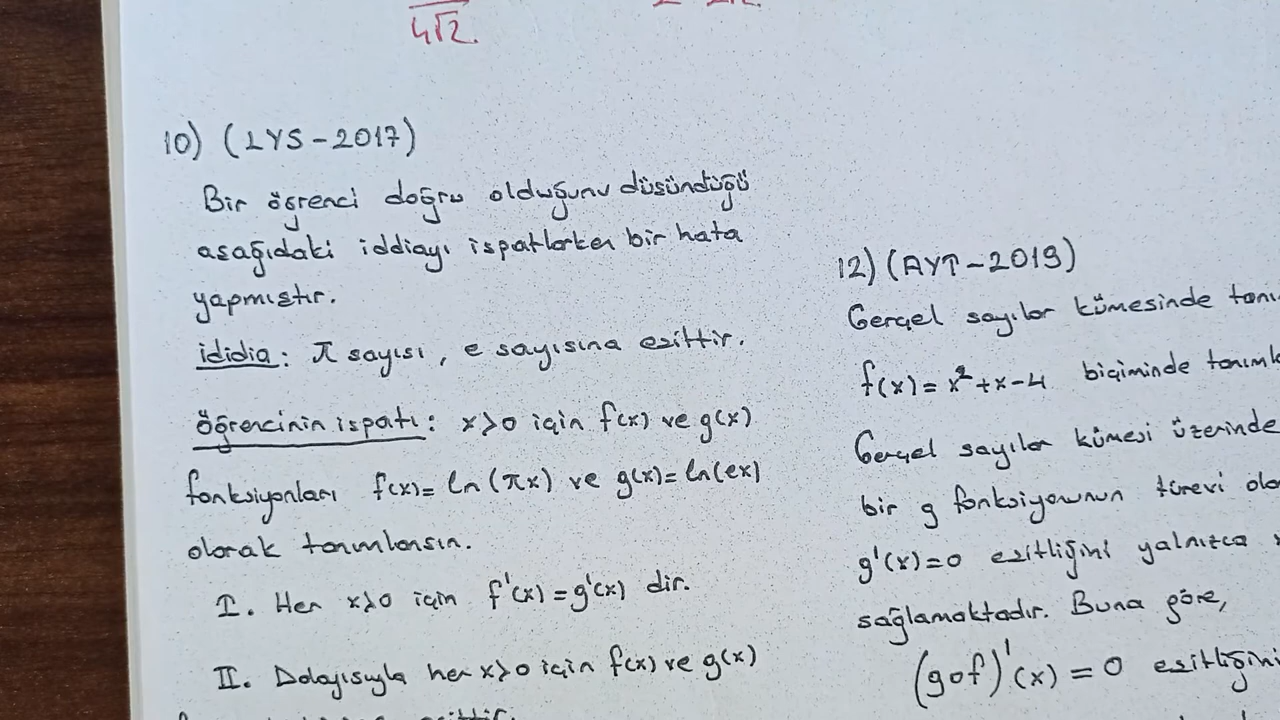 4√2.
10) (LYS-2017)
Bir öğrenci doğru olduğunu düşündüğü
aşağıdaki iddiayı ispatlarken bir hata
yapmıştır.
ididia: π sayısı, e sayısına eşittir.
öğrencinin ispatı: x>0 için f(x) ve g(x)
fonksiyonları f(x)= ln(πx) ve g(x)=ln(ex)
olarak tanımlansın.
I. Her x>0 için f'(x)=g'(x) dir.
II. Dolayısıyla her x>0 için f(x) ve g(x)
eşittir.
12) (AYT-2019)
Gerçel sayılar kümesinde
f(x)=x²+x-4 biçiminde
Gerçel sayılar kümesi üzerinde
bir g fonksiyonunun türevi
g'(x)=0 eşitliğini yalnızca
sağlamaktadır. Buna göre,
(gof)'(x)=0 eşitliğini